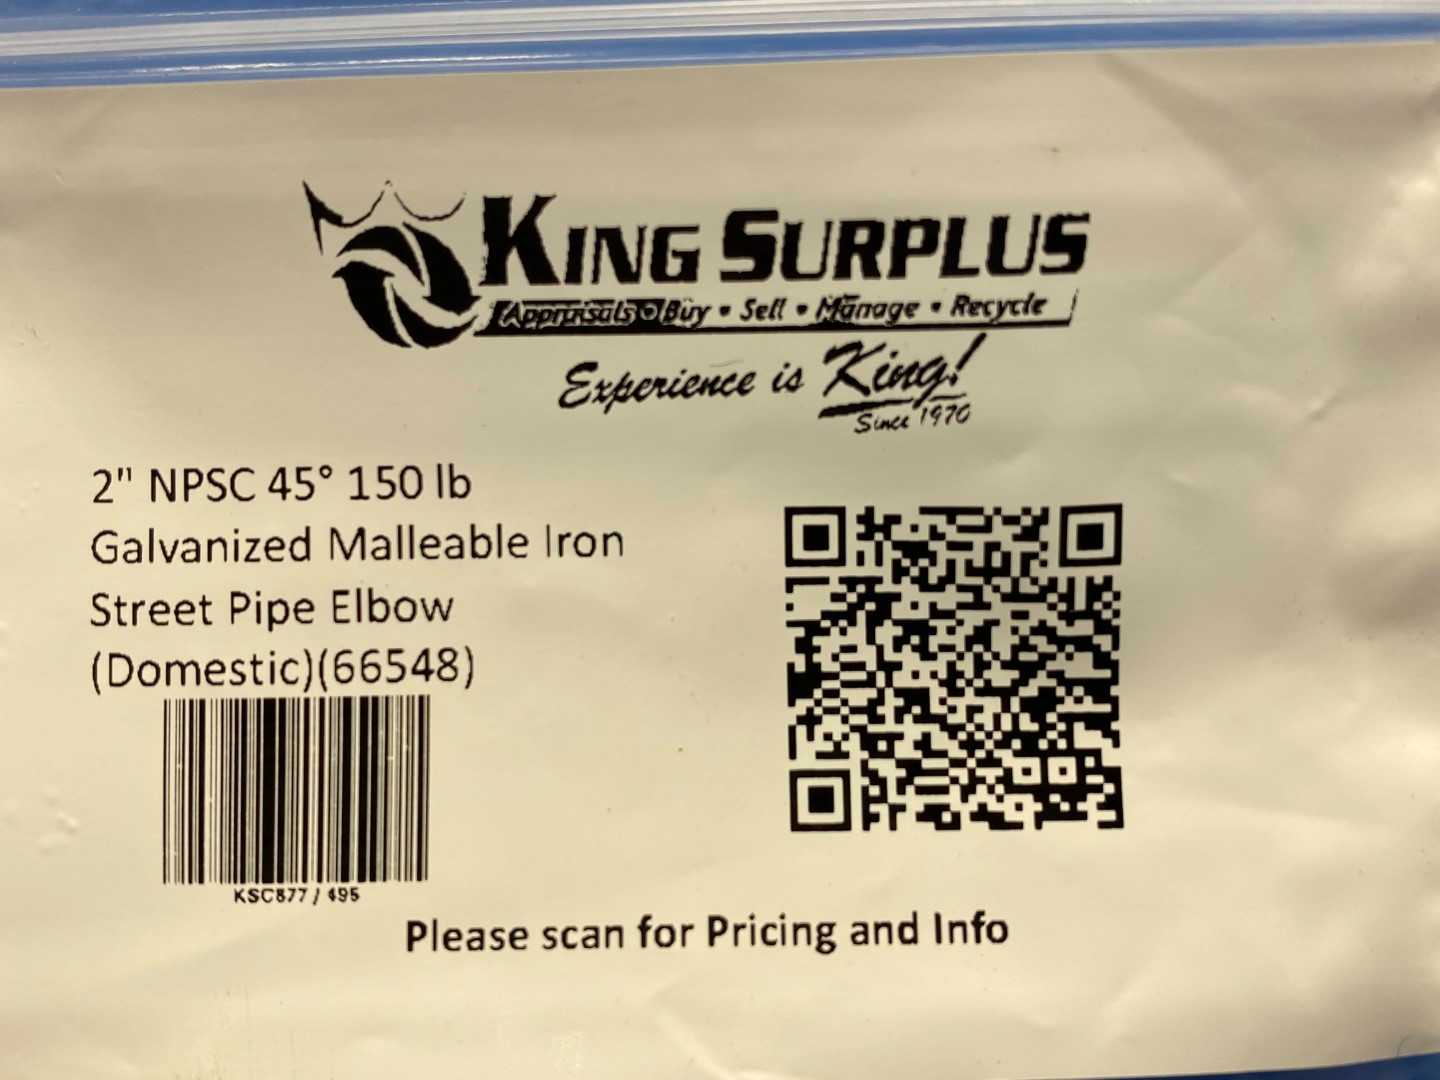 KING SURPLUS
Appraisals • Buy • Sell • Manage • Recycle
Experience is King!
Since 1970
2" NPSC 45° 150 lb
Galvanized Malleable Iron
Street Pipe Elbow
(Domestic)(66548)
KSC877 / 495
Please scan for Pricing and Info